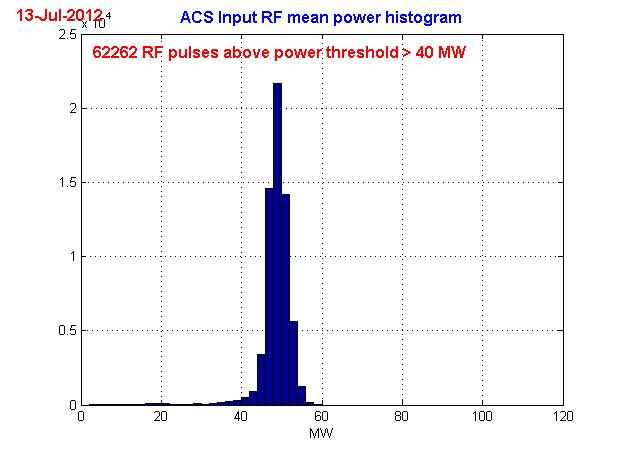 13-Jul-2012
ACS Input RF mean power histogram
x 10^4
62262 RF pulses above power threshold > 40 MW
2.5
2
1.5
1
0.5
0
0 20 40 60 80 100 120
MW